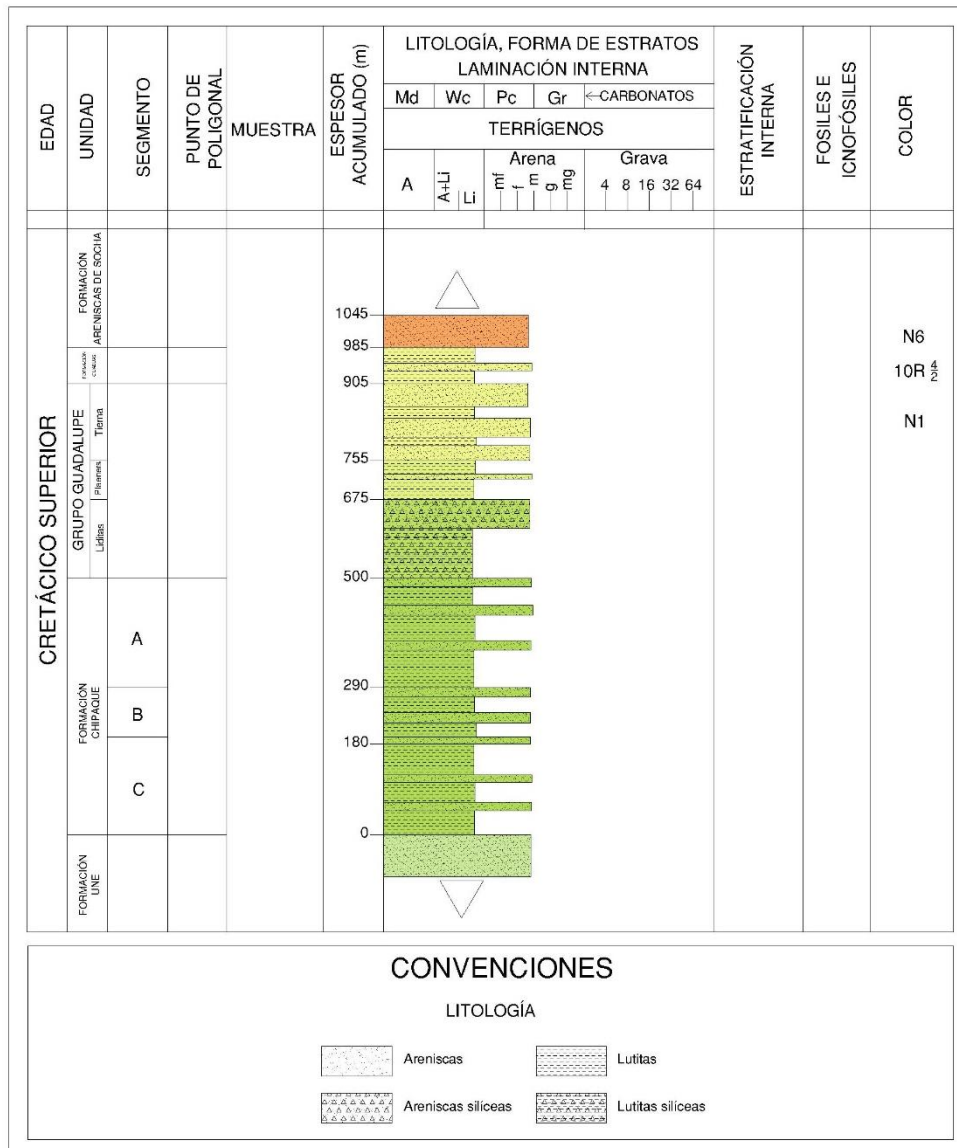 EDAD
UNIDAD
SEGMENTO
PUNTO DE
POLIGONAL
MUESTRA
ESPESOR
ACUMULADO (m)
LITOLOGÍA, FORMA DE ESTRATOS
LAMINACIÓN INTERNA
Md Wc Pc Gr ←CARBONATOS
TERRÍGENOS
A
A+Li
Li
Arena
mf f m g mg
Grava
4 8 16 32 64
ESTRATIFICACIÓN
INTERNA
FOSILES E
ICNOFÓSILES
COLOR
CRETÁCICO SUPERIOR
FORMACIÓN
ARENISCAS DE SOCHA
FORMACIÓN
GRUPO GUADALUPE
Tierna
Plaeners
Liditas
FORMACIÓN
CHIPAQUE
FORMACIÓN
UNE
A
B
C
1045
985
905
755
675
500
290
180
0
N6
10R 4/2
N1
CONVENCIONES
LITOLOGÍA
Areniscas
Lutitas
Areniscas silíceas
Lutitas silíceas